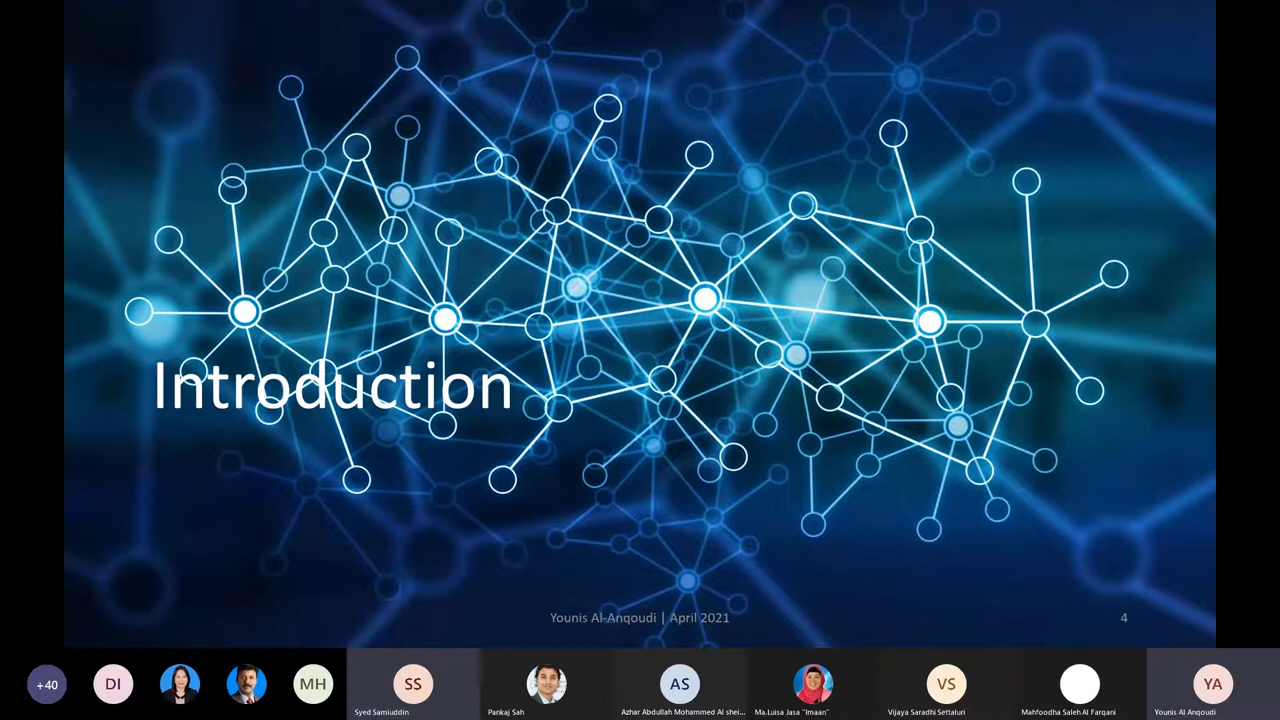 Introduction
Younis Al-Anqoudi | April 2021
4
+40
DI
MH
SS
AS
VS
YA
Syed Samiuddin
Pankaj Sah
Azhar Abdullah Mohammed Al shei...
Ma.Luisa Jasa "Imaan"
Vijaya Saradhi Settaluri
Mahfoodha Saleh Al Farqani
Younis Al Anqoudi